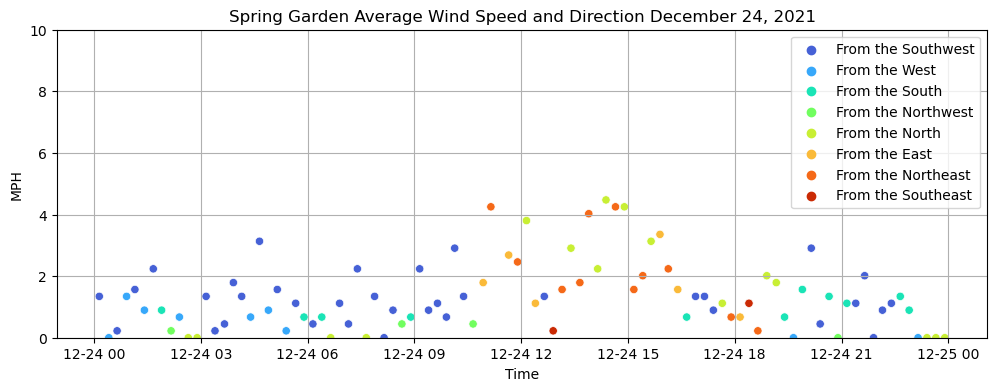 Spring Garden Average Wind Speed and Direction December 24, 2021
10
8
6
4
2
0
MPH
From the Southwest
From the West
From the South
From the Northwest
From the North
From the East
From the Northeast
From the Southeast
12-24 00 12-24 03 12-24 06 12-24 09 12-24 12 12-24 15 12-24 18 12-24 21 12-25 00
Time